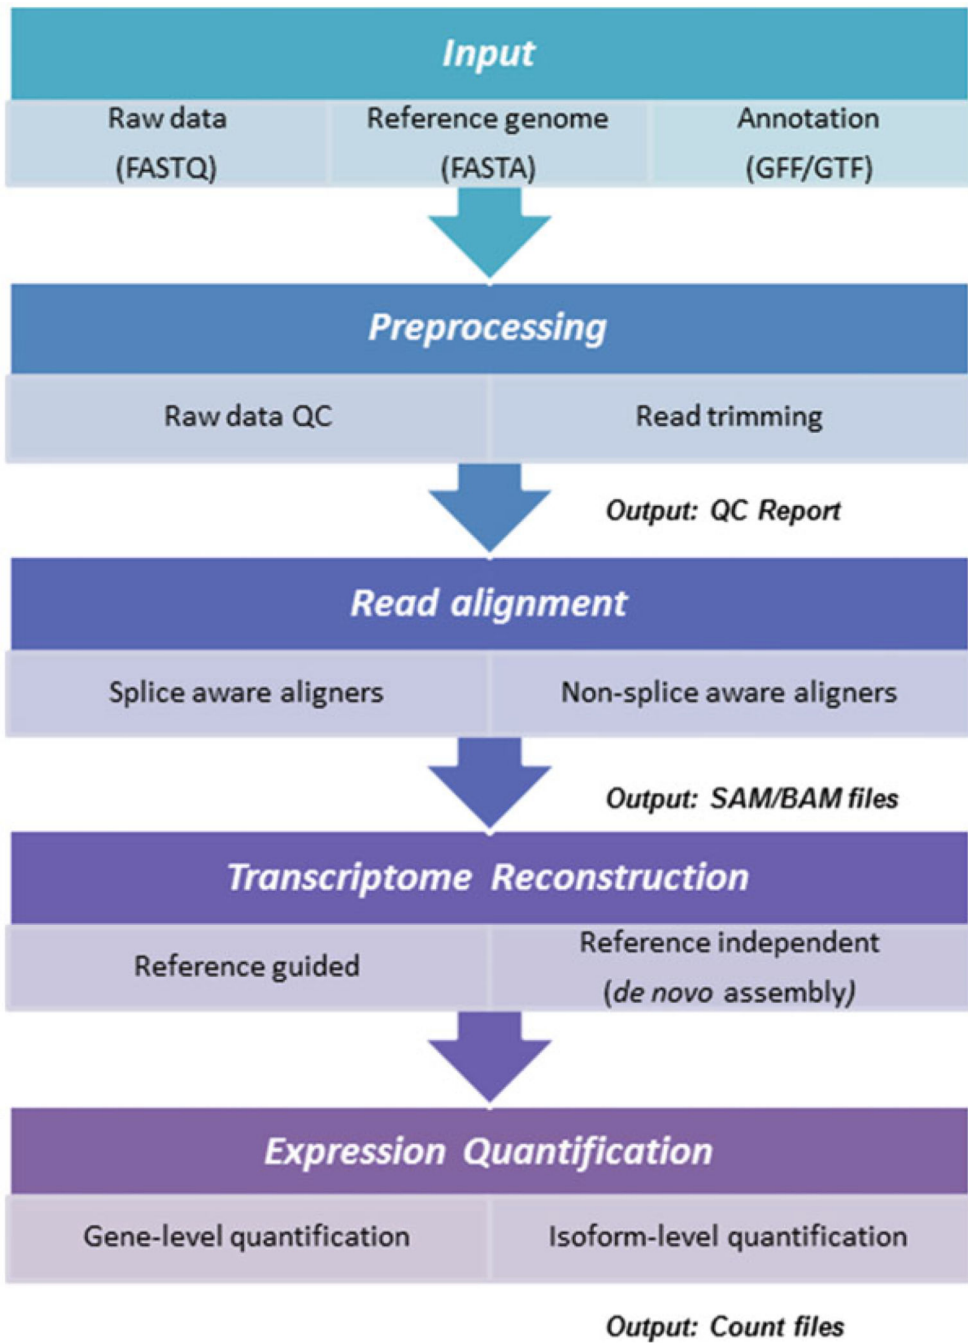 Input
Raw data
(FASTQ)
Reference genome
(FASTA)
Annotation
(GFF/GTF)
Preprocessing
Raw data QC
Read trimming
Output: QC Report
Read alignment
Splice aware aligners
Non-splice aware aligners
Output: SAM/BAM files
Transcriptome Reconstruction
Reference guided
Reference independent
(de novo assembly)
Expression Quantification
Gene-level quantification
Isoform-level quantification
Output: Count files